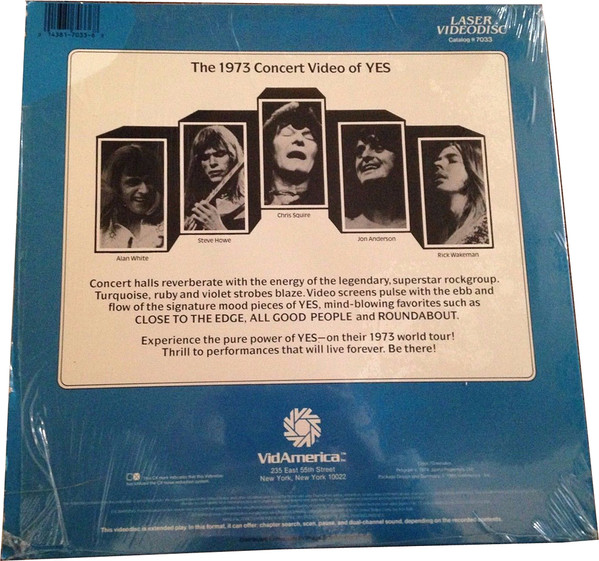 14381-7033-4
LASER
VIDEODISC
Catalog # 7033
The 1973 Concert Video of YES
Chris Squire
Steve Howe
Jon Anderson
Alan White
Rick Wakeman
Concert halls reverberate with the energy of the legendary, superstar rockgroup.
Turquoise, ruby and violet strobes blaze. Video screens pulse with the ebb and
flow of the signature mood pieces of YES, mind-blowing favorites such as
CLOSE TO THE EDGE, ALL GOOD PEOPLE and ROUNDABOUT.
Experience the pure power of YES—on their 1973 world tour!
Thrill to performances that will live forever. Be there!
VidAmerica™
235 East 55th Street
New York, New York 10022
This videodisc is extended play. In this format, it can offer: chapter search, scan, pause, and dual-channel sound, depending on the recorded contents.